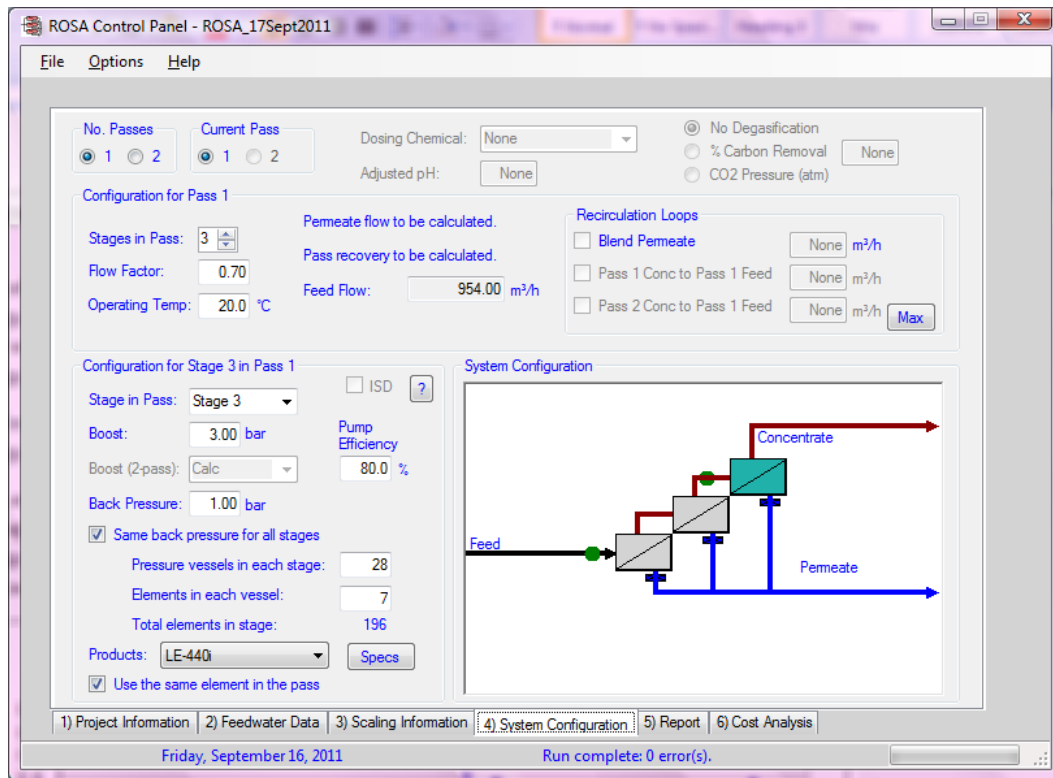 ROSA Control Panel - ROSA_17Sept2011
File Options Help
No. Passes
1 2
Current Pass
1 2
Dosing Chemical: None
Adjusted pH: None
No Degasification
% Carbon Removal None
CO2 Pressure (atm)
Configuration for Pass 1
Stages in Pass: 3
Flow Factor: 0.70
Operating Temp: 20.0 °C
Permeate flow to be calculated.
Pass recovery to be calculated.
Feed Flow: 954.00 m³/h
Recirculation Loops
Blend Permeate None m³/h
Pass 1 Conc to Pass 1 Feed None m³/h
Pass 2 Conc to Pass 1 Feed None m³/h Max
Configuration for Stage 3 in Pass 1
ISD ?
Stage in Pass: Stage 3
Boost: 3.00 bar
Pump
Efficiency
80.0 %
Boost (2-pass): Calc
Back Pressure: 1.00 bar
Same back pressure for all stages
Pressure vessels in each stage: 28
Elements in each vessel: 7
Total elements in stage: 196
Products: LE-440i Specs
Use the same element in the pass
System Configuration
Concentrate
Feed
Permeate
1) Project Information 2) Feedwater Data 3) Scaling Information 4) System Configuration 5) Report 6) Cost Analysis
Friday, September 16, 2011 Run complete: 0 error(s).